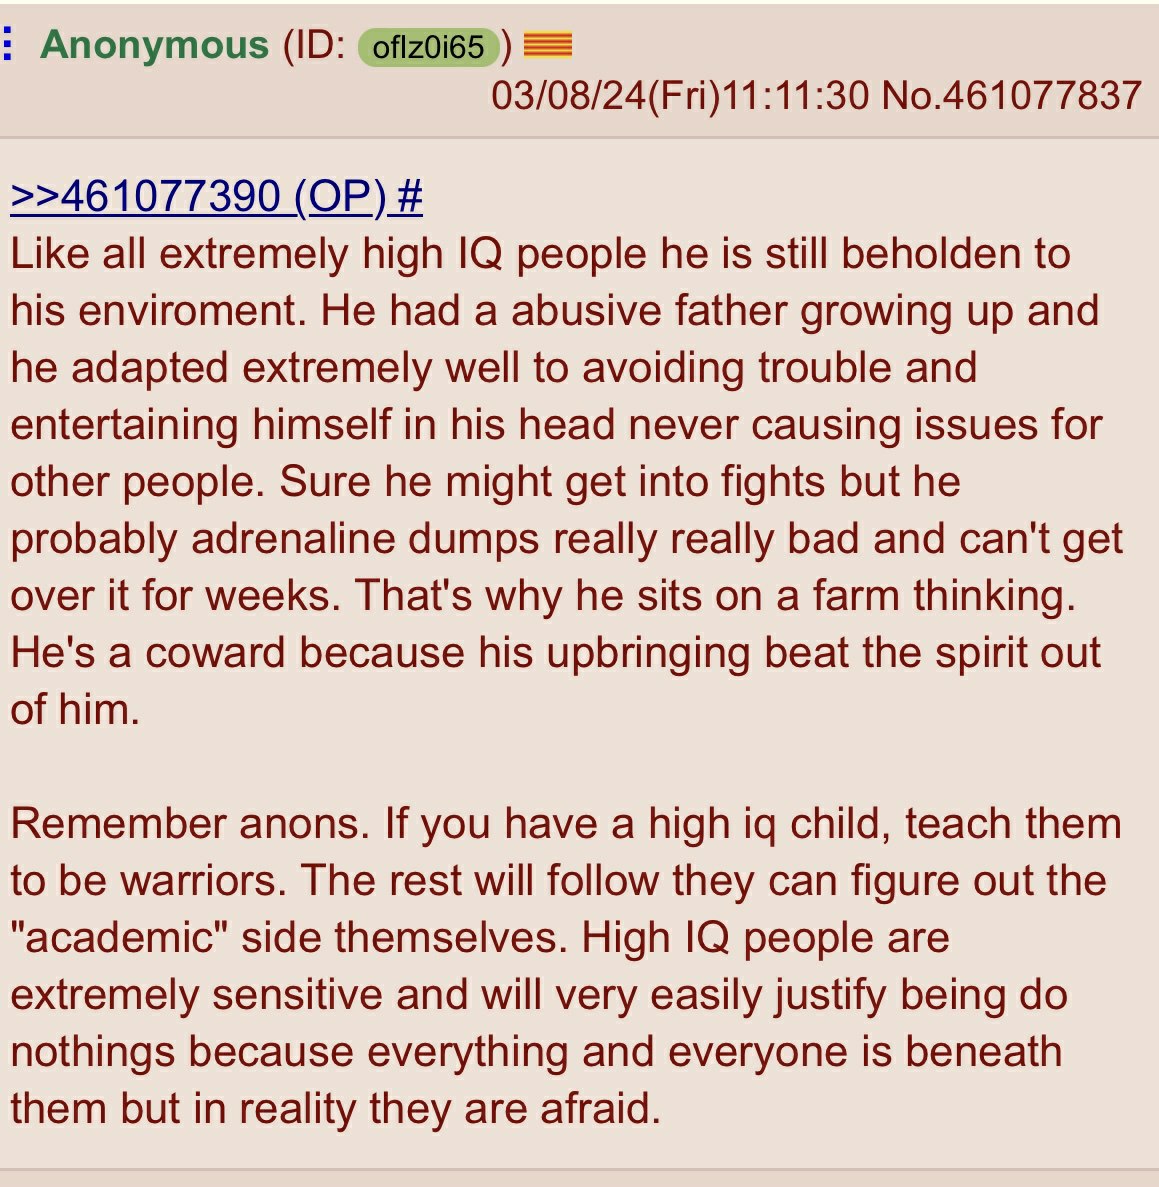 Anonymous (ID: oflz0i65)
03/08/24(Fri)11:11:30 No.461077837
>>461077390 (OP) #
Like all extremely high IQ people he is still beholden to
his enviroment. He had a abusive father growing up and
he adapted extremely well to avoiding trouble and
entertaining himself in his head never causing issues for
other people. Sure he might get into fights but he
probably adrenaline dumps really really bad and can't get
over it for weeks. That's why he sits on a farm thinking.
He's a coward because his upbringing beat the spirit out
of him.
Remember anons. If you have a high iq child, teach them
to be warriors. The rest will follow they can figure out the
"academic" side themselves. High IQ people are
extremely sensitive and will very easily justify being do
nothings because everything and everyone is beneath
them but in reality they are afraid.